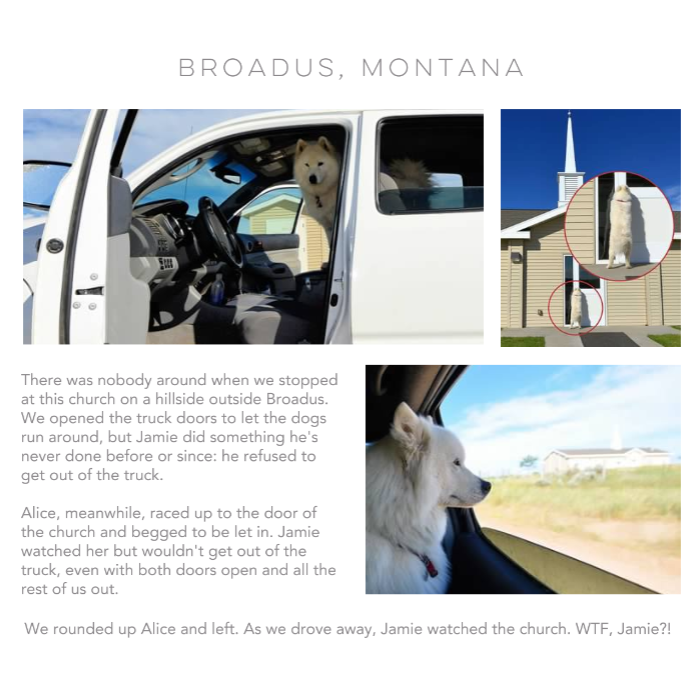 BROADUS, MONTANA
There was nobody around when we stopped
at this church on a hillside outside Broadus.
We opened the truck doors to let the dogs
run around, but Jamie did something he's
never done before or since: he refused to
get out of the truck.
Alice, meanwhile, raced up to the door of
the church and begged to be let in. Jamie
watched her but wouldn't get out of the
truck, even with both doors open and all the
rest of us out.
We rounded up Alice and left. As we drove away, Jamie watched the church. WTF, Jamie?!